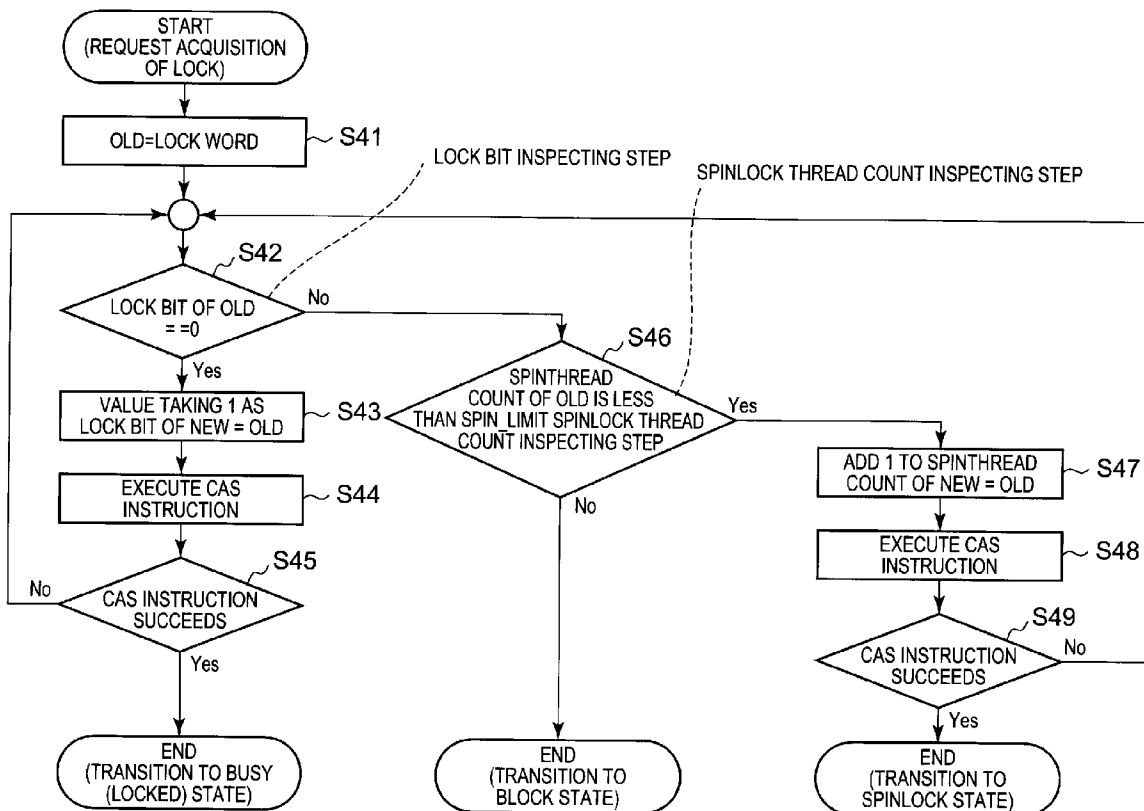 START
(REQUEST ACQUISITION
OF LOCK)
OLD=LOCK WORD
S41
LOCK BIT INSPECTING STEP
SPINLOCK THREAD COUNT INSPECTING STEP
S42
LOCK BIT OF OLD
= =0
No
Yes
S46
SPINTHREAD
COUNT OF OLD IS LESS
THAN SPIN_LIMIT SPINLOCK THREAD
COUNT INSPECTING STEP
Yes
No
VALUE TAKING 1 AS
LOCK BIT OF NEW = OLD
S43
EXECUTE CAS
INSTRUCTION
S44
S45
CAS INSTRUCTION
SUCCEEDS
No
Yes
ADD 1 TO SPINTHREAD
COUNT OF NEW = OLD
S47
EXECUTE CAS
INSTRUCTION
S48
S49
CAS INSTRUCTION
SUCCEEDS
No
Yes
END
(TRANSITION TO BUSY
(LOCKED) STATE)
END
(TRANSITION TO
BLOCK STATE)
END
(TRANSITION TO
SPINLOCK STATE)